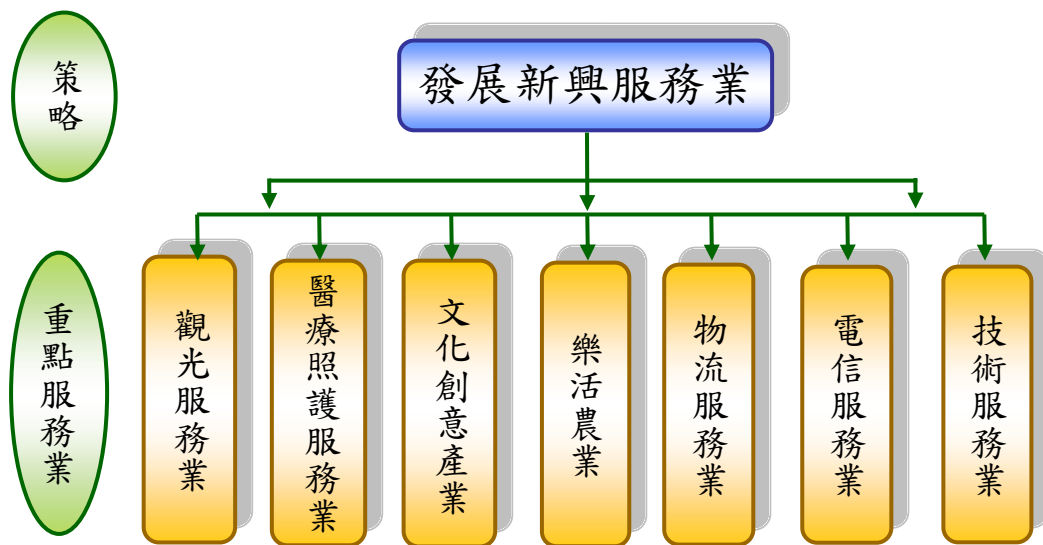 策略
發展新興服務業
重點服務業
觀光服務業
醫療照護服務業
文化創意產業
樂活農業
物流服務業
電信服務業
技術服務業